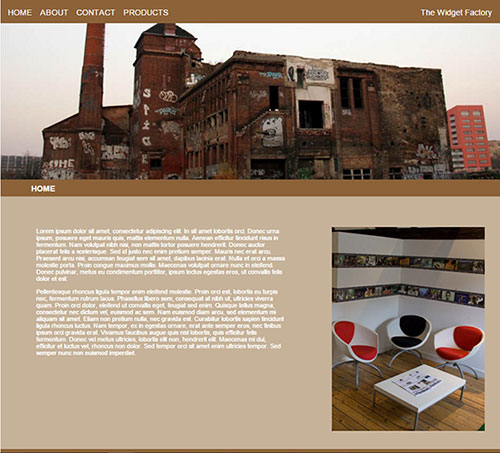 HOME ABOUT CONTACT PRODUCTS The Widget Factory
HOME
Lorem ipsum dolor sit amet, consectetur adipiscing elit. In sit amet lobortis orci. Donec urna
ipsum, posuere eget mauris quis, mattis elementum nulla. Aenean efficitur tincidunt risus in
fermentum. Nam volutpat nibh nisi, non mattis tortor posuere hendrerit. Donec auctor
placerat felis a scelerisque. Sed id justo nec enim pretium semper. Mauris nec erat arcu.
Praesent arcu nisi, accumsan feugiat sem sit amet, dapibus lacinia erat. Nulla et orci a massa
molestie porta. Proin congue maximus mollis. Maecenas volutpat ornare nunc in eleifend.
Donec pulvinar, metus eu condimentum porttitor, ipsum lectus egestas eros, ut convallis felis
dolor et est.
Pellentesque rhoncus ligula tempor enim eleifend molestie. Proin orci est, lobortis eu turpis
nec, fermentum rutrum lacus. Phasellus libero sem, consequat at nibh ut, ultricies viverra
quam. Proin orci dolor, eleifend ut convallis eget, feugiat sed enim. Quisque tellus magna,
consectetur nec dictum vel, euismod ac sem. Nam euismod diam arcu, sed elementum mi
aliquam sit amet. Etiam non pretium nulla, nec gravida est. Curabitur lobortis sapien tincidunt
ligula rhoncus luctus. Nam tempor, ex in egestas ornare, erat ante semper eros, nec finibus
ipsum orci gravida erat. Vivamus faucibus augue quis nisl lobortis, quis efficitur felis
fermentum. Donec vel metus ultricies, lobortis elit non, hendrerit elit. Maecenas mi dui,
efficitur et luctus vel, rhoncus non dolor. Sed tempor orci sit amet enim ultricies tempor. Sed
semper nunc non euismod imperdiet.